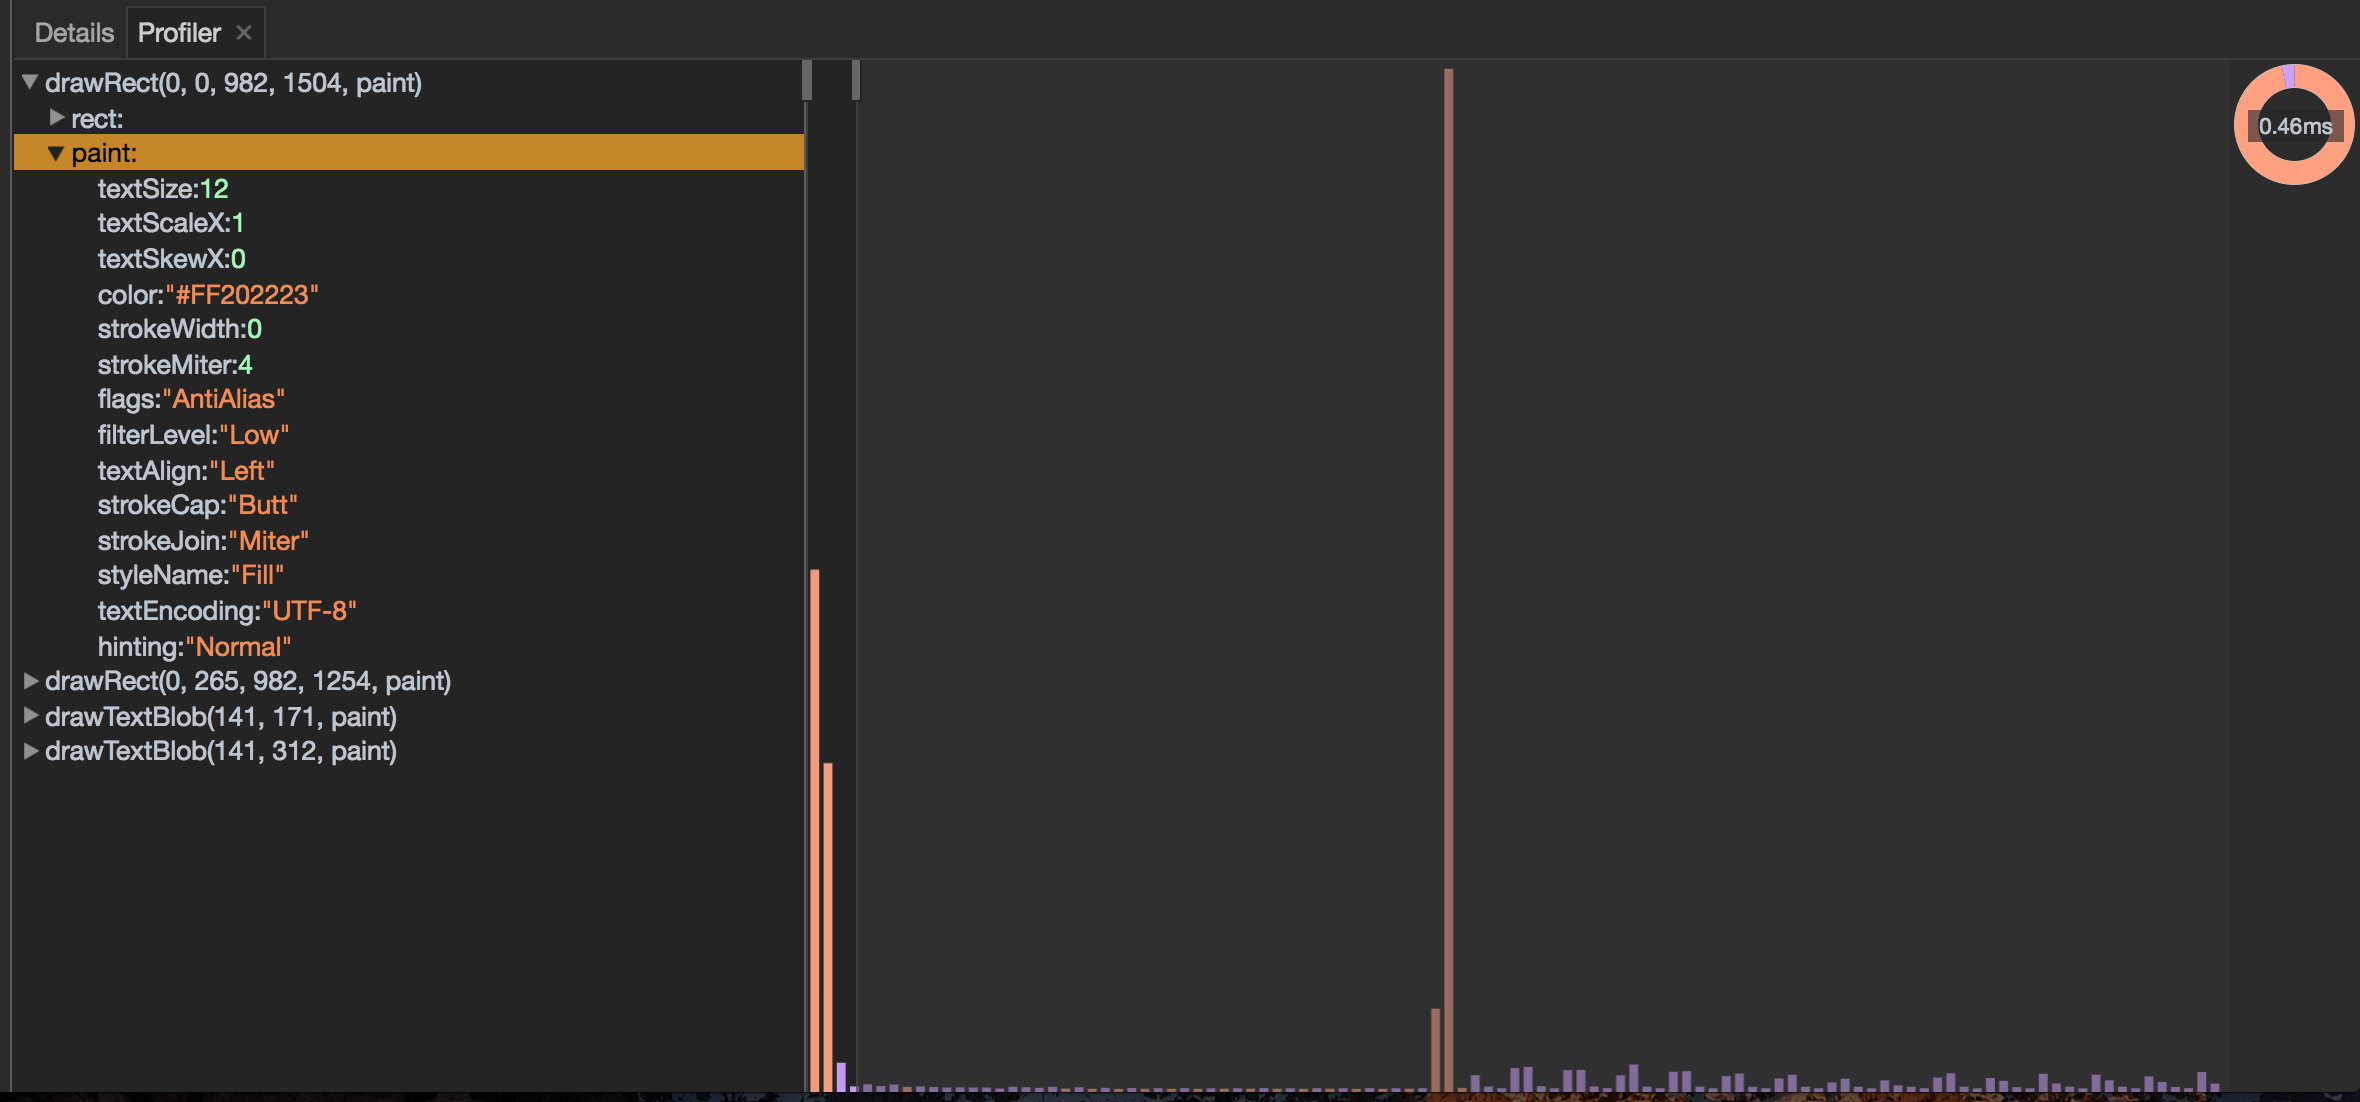 Details Profiler ×
drawRect(0, 0, 982, 1504, paint)
rect:
paint:
textSize:12
textScaleX:1
textSkewX:0
color:"#FF202223"
strokeWidth:0
strokeMiter:4
flags:"AntiAlias"
filterLevel:"Low"
textAlign:"Left"
strokeCap:"Butt"
strokeJoin:"Miter"
styleName:"Fill"
textEncoding:"UTF-8"
hinting:"Normal"
drawRect(0, 265, 982, 1254, paint)
drawTextBlob(141, 171, paint)
drawTextBlob(141, 312, paint)
0.46ms